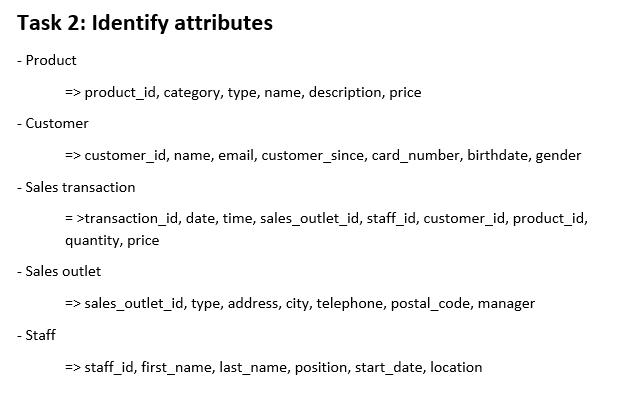 Task 2: Identify attributes
- Product
=> product_id, category, type, name, description, price
- Customer
=> customer_id, name, email, customer_since, card_number, birthdate, gender
- Sales transaction
= >transaction_id, date, time, sales_outlet_id, staff_id, customer_id, product_id,
quantity, price
- Sales outlet
=> sales_outlet_id, type, address, city, telephone, postal_code, manager
- Staff
=> staff_id, first_name, last_name, position, start_date, location